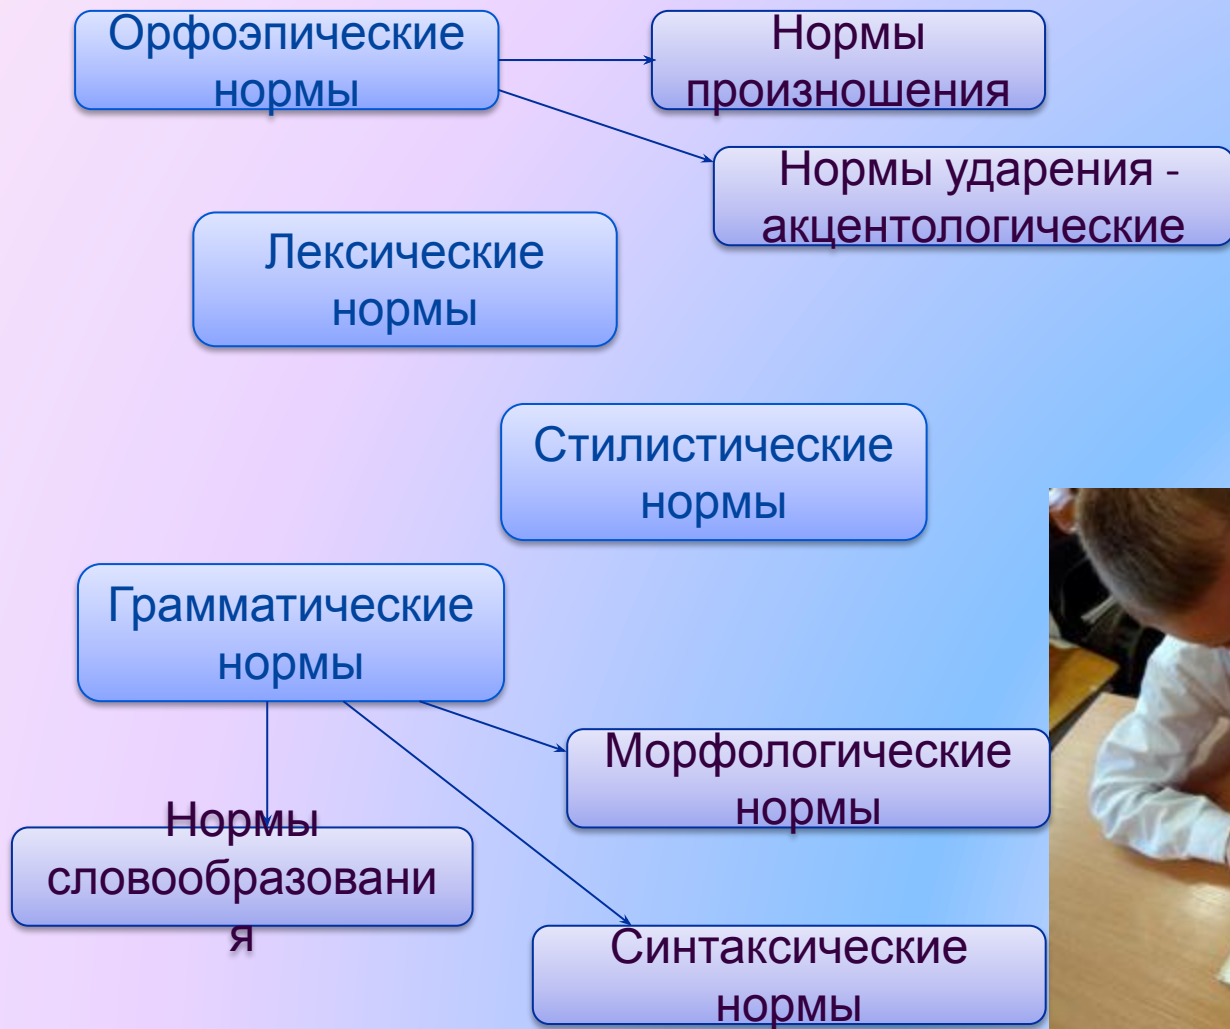 Орфоэпические
нормы
Нормы
произношения
Нормы ударения -
акцентологические
Лексические
нормы
Стилистические
нормы
Грамматические
нормы
Морфологические
нормы
Нормы
словообразовани
я
Синтаксические
нормы